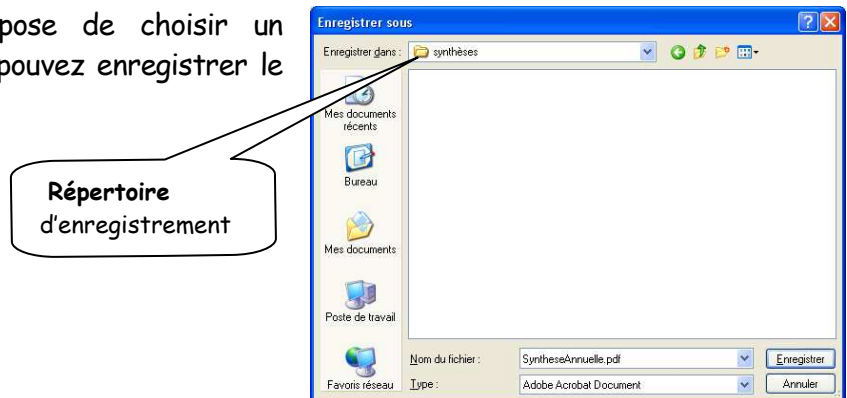 pose de choisir un
pouvez enregistrer le
Répertoire
d'enregistrement
Enregistrer sous
Enregistrer dans :
synthèses
Mes documents
récents
Bureau
Mes documents
Poste de travail
Favoris réseau
Nom du fichier :
SyntheseAnnuelle.pdf
Enregistrer
Type :
Adobe Acrobat Document
Annuler